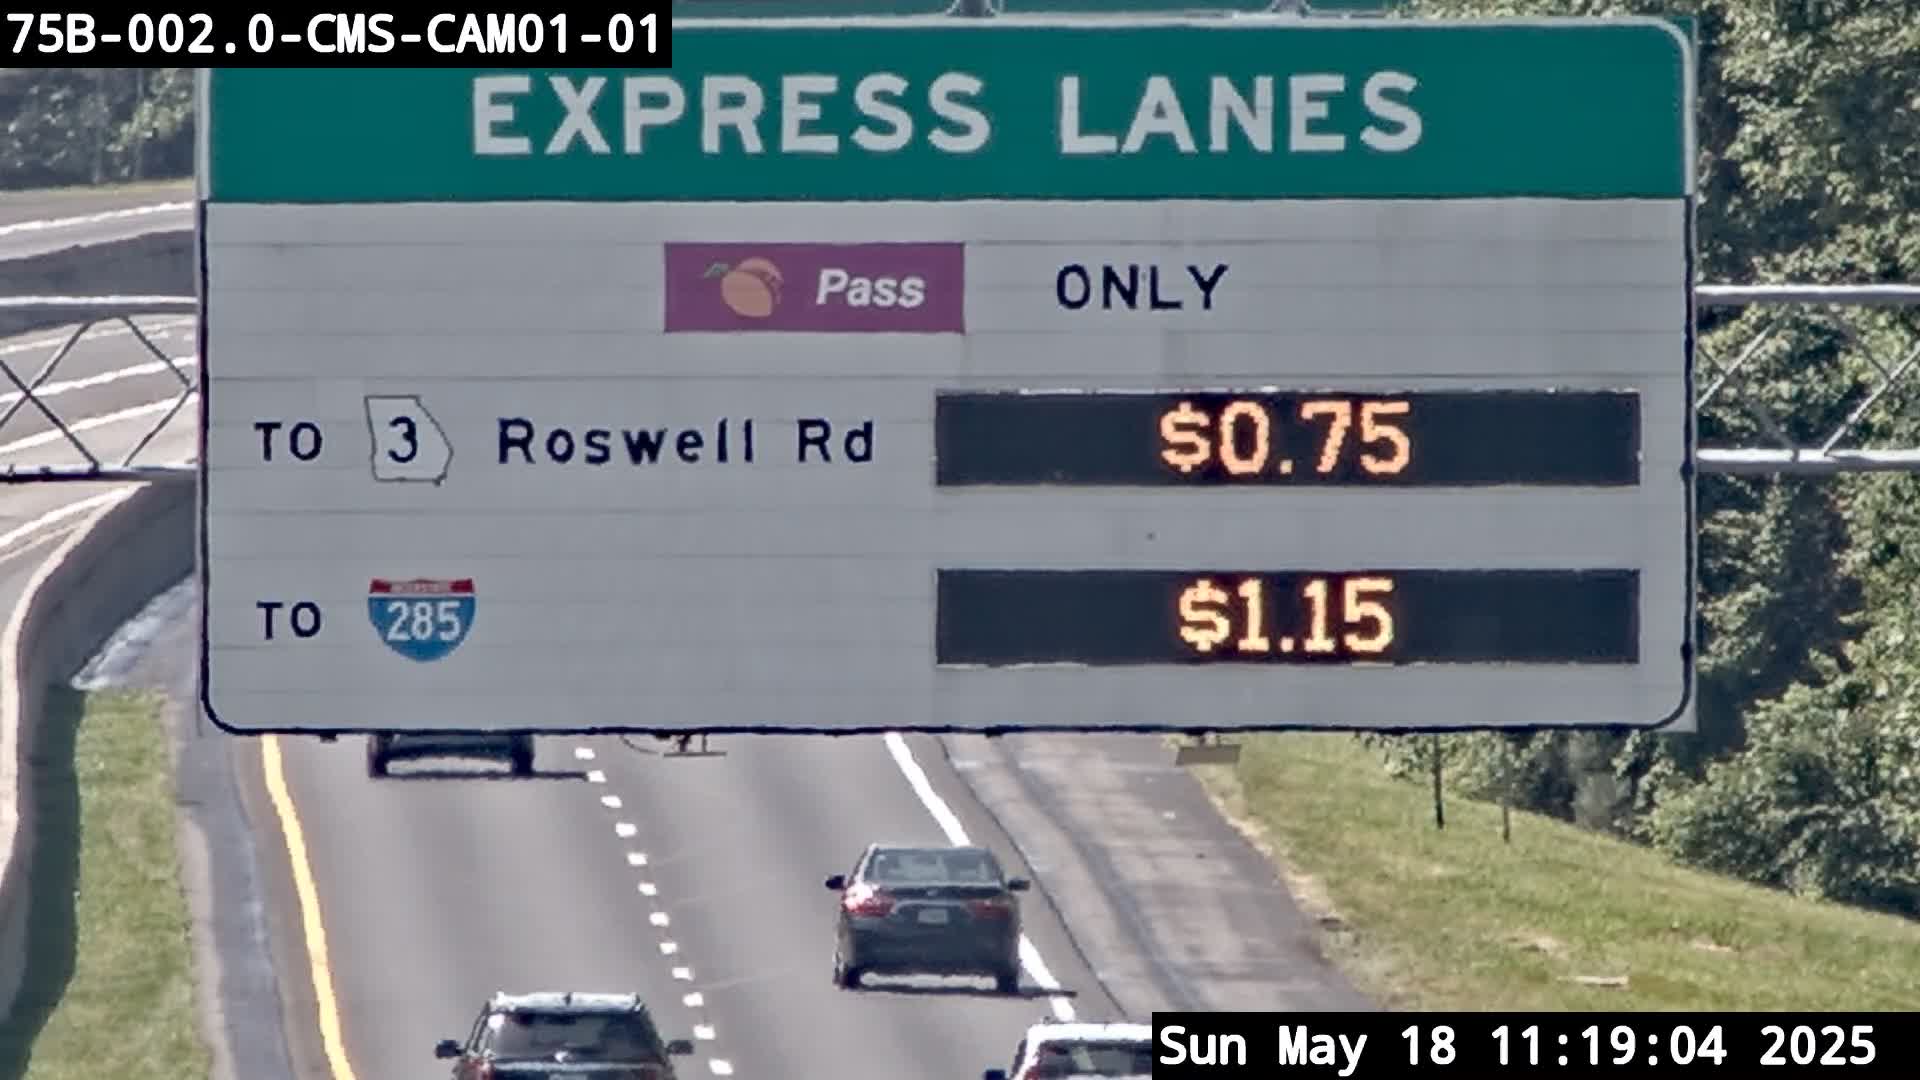 75B-002.0-CMS-CAM01-01
EXPRESS LANES
Pass ONLY
TO 3 Roswell Rd $0.75
TO INTERSTATE 285 $1.15
Sun May 18 11:19:04 2025